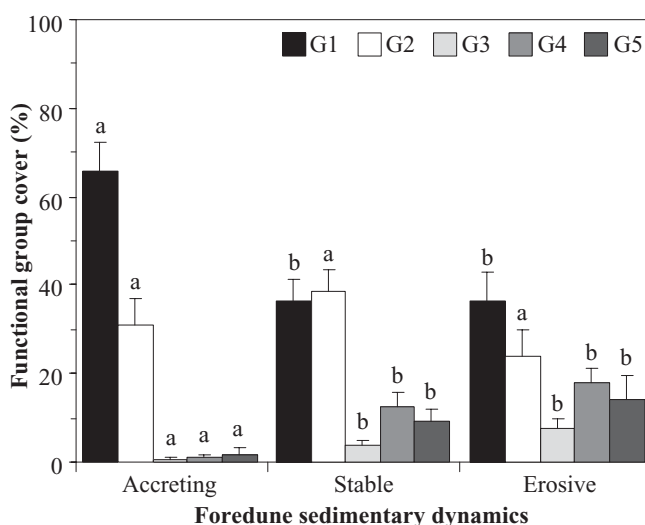 100
G1 G2 G3 G4 G5
a
80
60
a
b a
b
40
a
20
b
b
b
b
b
b
a a a
0
Accreting Stable Erosive
Foredune sedimentary dynamics
Functional group cover (%)